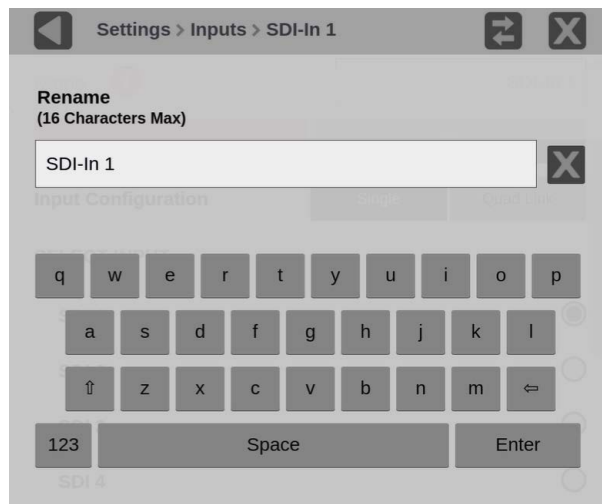 Settings > Inputs > SDI-In 1
Rename
(16 Characters Max)
SDI-In 1
X
Input Configuration
Single
q w e r t y u i o p
a s d f g h j k l
⇧ z x c v b n m ⇦
123 Space Enter
SDI 4